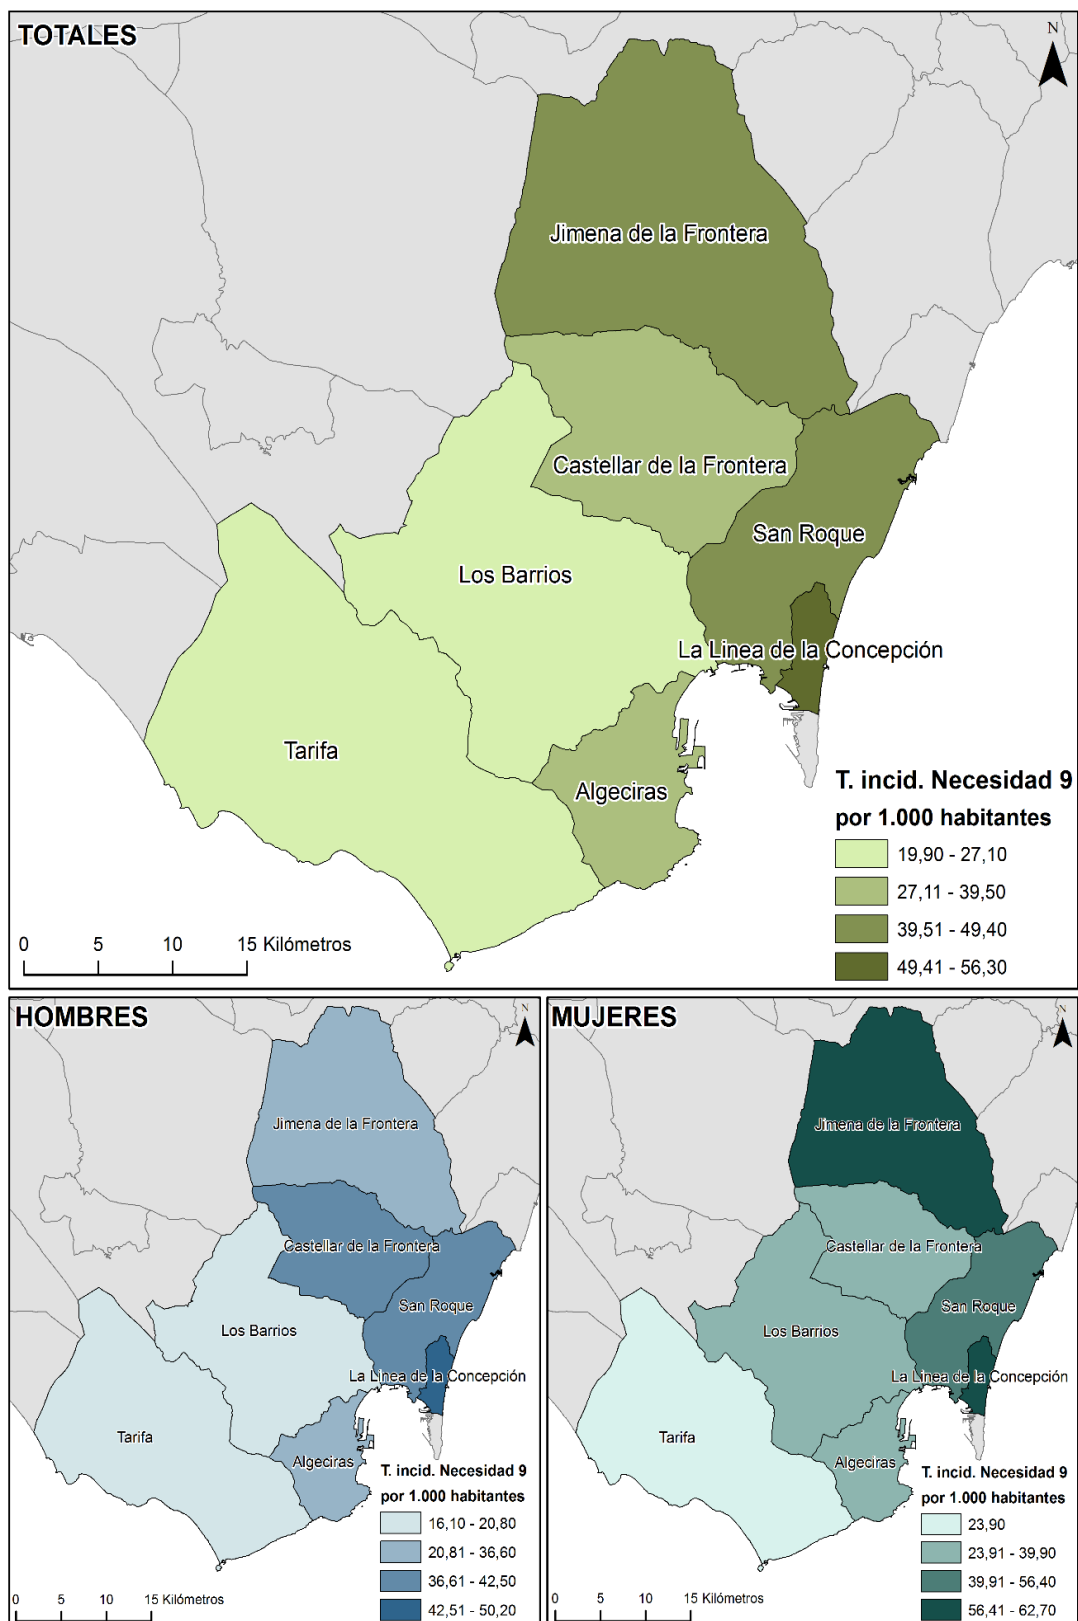 TOTALES
N
Jimena de la Frontera
Castellar de la Frontera
San Roque
Los Barrios
La Linea de la Concepción
Tarifa
Algeciras
T. incid. Necesidad 9
por 1.000 habitantes
19,90 - 27,10
27,11 - 39,50
39,51 - 49,40
49,41 - 56,30
0 5 10 15 Kilómetros
HOMBRES
N
Jimena de la Frontera
Castellar de la Frontera
San Roque
Los Barrios
La Linea de la Concepción
Tarifa
Algeciras
T. incid. Necesidad 9
por 1.000 habitantes
16,10 - 20,80
20,81 - 36,60
36,61 - 42,50
42,51 - 50,20
0 5 10 15 Kilómetros
MUJERES
N
Jimena de la Frontera
Castellar de la Frontera
San Roque
Los Barrios
La Linea de la Concepción
Tarifa
Algeciras
T. incid. Necesidad 9
por 1.000 habitantes
23,90
23,91 - 39,90
39,91 - 56,40
56,41 - 62,70
0 5 10 15 Kilómetros